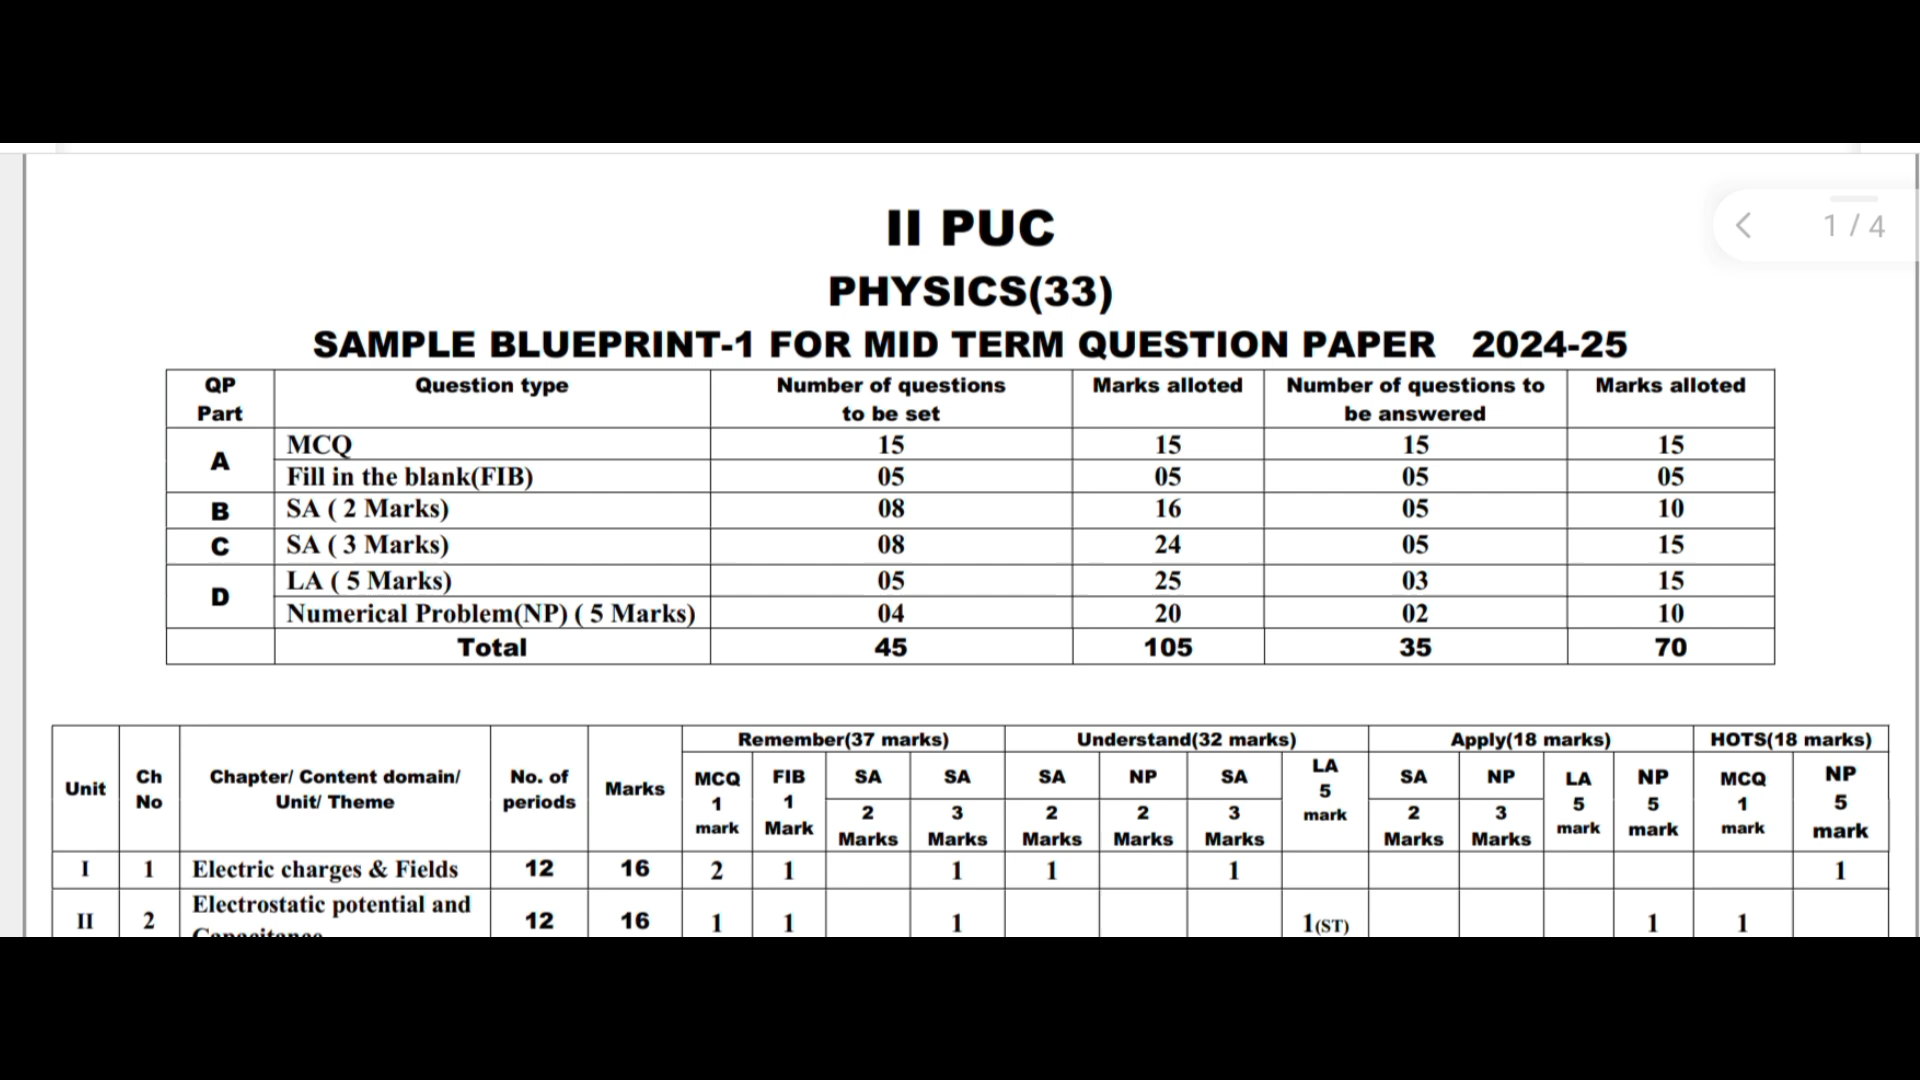 II PUC
1 / 4
PHYSICS(33)
SAMPLE BLUEPRINT-1 FOR MID TERM QUESTION PAPER 2024-25
QP Part Question type Number of questions to be set Marks alloted Number of questions to be answered Marks alloted
A MCQ 15 15 15 15
Fill in the blank(FIB) 05 05 05 05
B SA ( 2 Marks) 08 16 05 10
C SA ( 3 Marks) 08 24 05 15
D LA ( 5 Marks) 05 25 03 15
Numerical Problem(NP) ( 5 Marks) 04 20 02 10
Total 45 105 35 70
Remember(37 marks) Understand(32 marks) Apply(18 marks) HOTS(18 marks)
Unit Ch No Chapter/ Content domain/ Unit/ Theme No. of periods Marks MCQ 1 mark FIB 1 Mark SA 2 Marks SA 3 Marks SA 2 Marks NP 2 Marks SA 3 Marks LA 5 mark SA 2 Marks NP 3 Marks LA 5 mark NP 5 mark MCQ 1 mark NP 5 mark
I 1 Electric charges & Fields 12 16 2 1 1 1 1 1
II 2 Electrostatic potential and 12 16 1 1 1 1(ST) 1 1